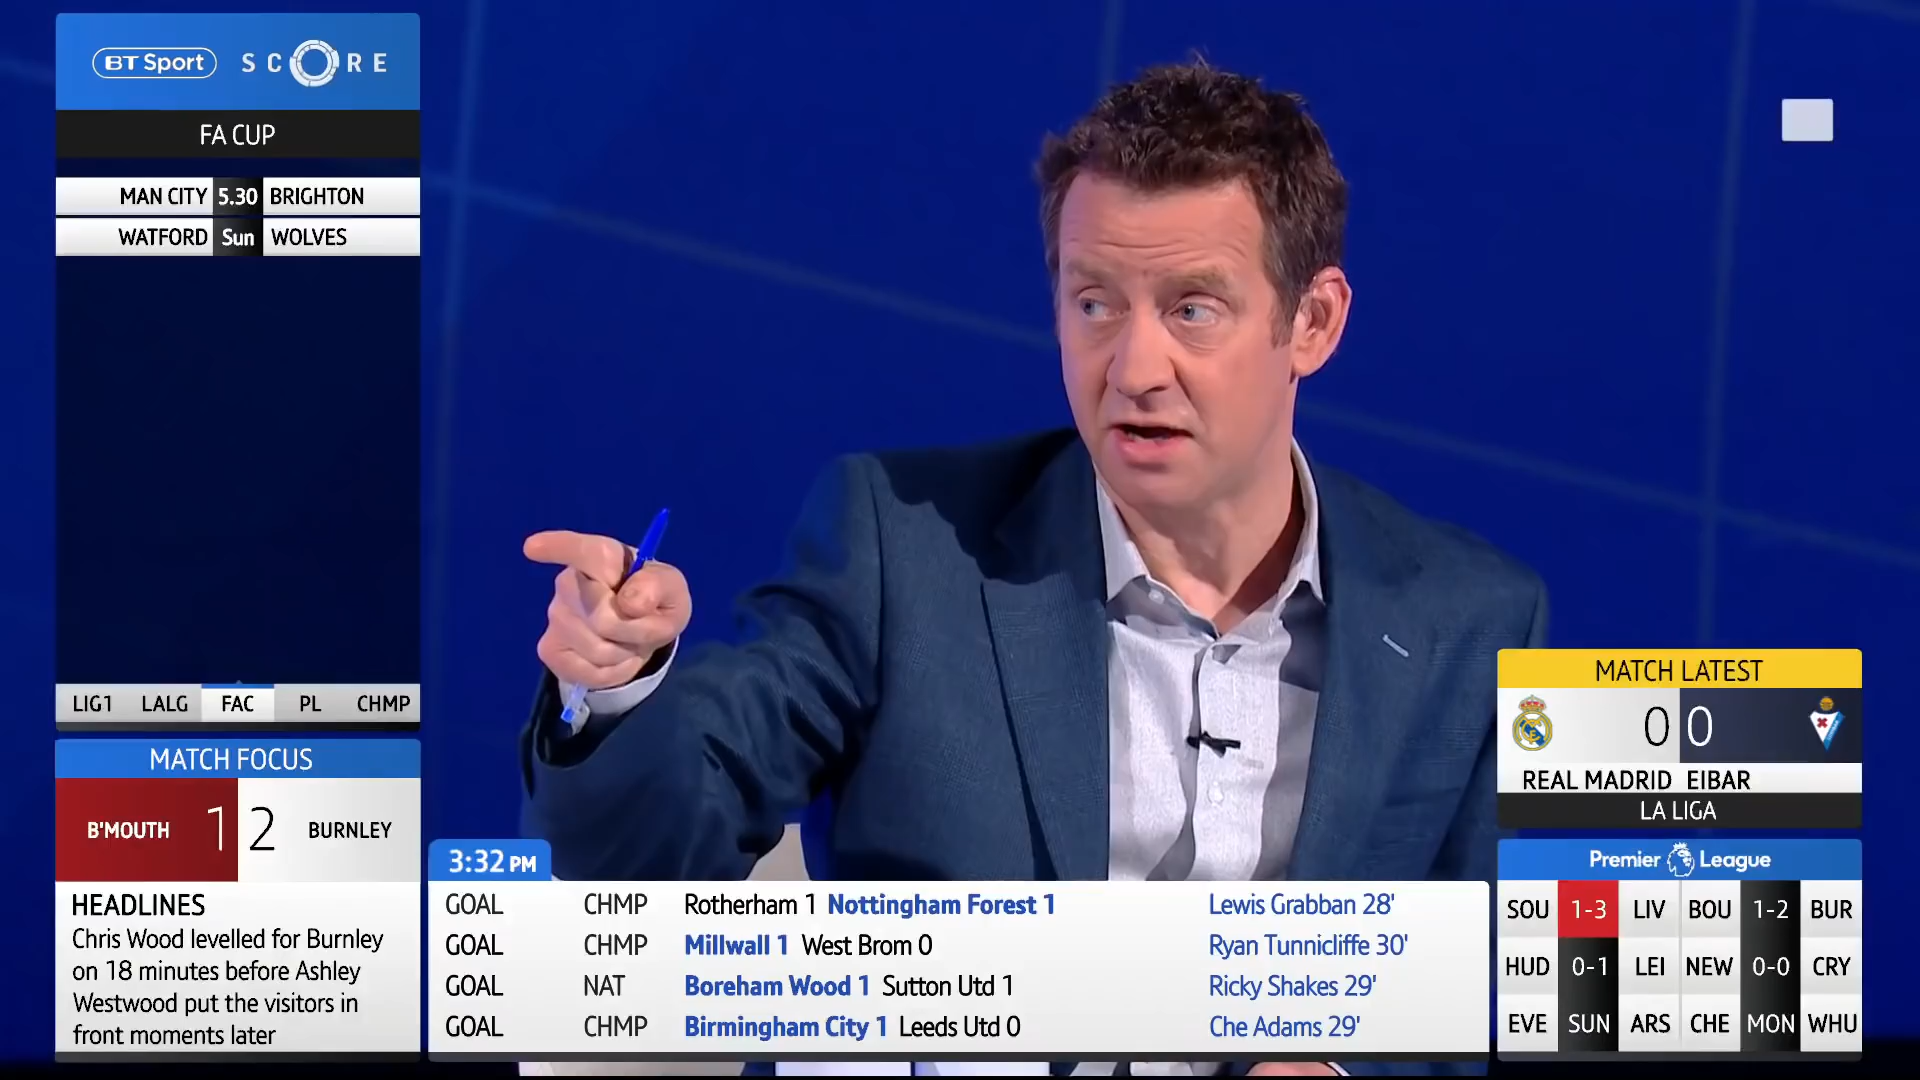 BT Sport SCORE
FA CUP
MAN CITY 5.30 BRIGHTON
WATFORD Sun WOLVES
LIG1 LALG FAC PL CHMP
MATCH FOCUS
B'MOUTH 1 2 BURNLEY
HEADLINES
Chris Wood levelled for Burnley
on 18 minutes before Ashley
Westwood put the visitors in
front moments later
3:32 PM
GOAL CHMP Rotherham 1 Nottingham Forest 1 Lewis Grabban 28'
GOAL CHMP Millwall 1 West Brom 0 Ryan Tunnicliffe 30'
GOAL NAT Boreham Wood 1 Sutton Utd 1 Ricky Shakes 29'
GOAL CHMP Birmingham City 1 Leeds Utd 0 Che Adams 29'
MATCH LATEST
0 0
REAL MADRID EIBAR
LA LIGA
Premier League
SOU 1-3 LIV BOU 1-2 BUR
HUD 0-1 LEI NEW 0-0 CRY
EVE SUN ARS CHE MON WHU